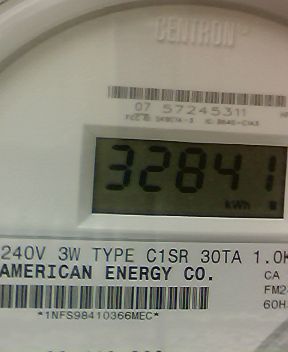 CENTRON®
07 57245311
32841
kWh
240V 3W TYPE C1SR 30TA 1.0K
AMERICAN ENERGY CO.
CA
FM2
60H
*1NFS98410366MEC*